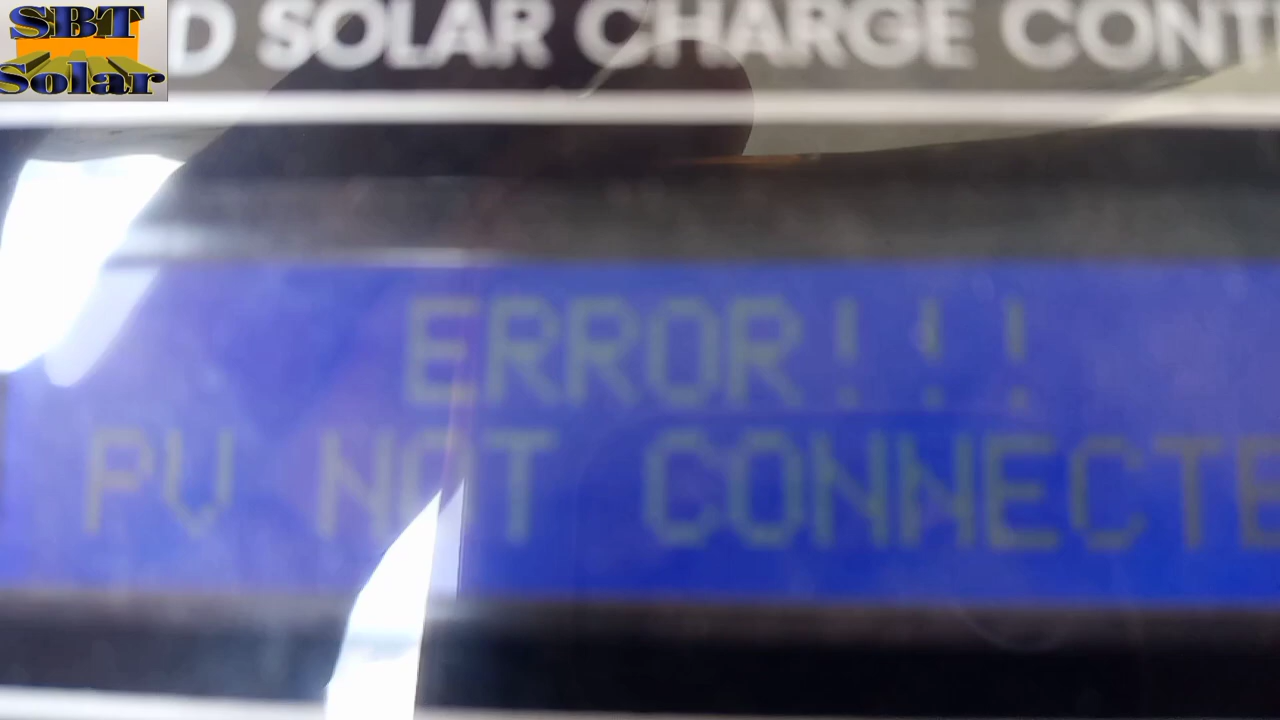 SBT
Solar
D SOLAR CHARGE CONT
ERROR!!!
PV NOT CONNECTE